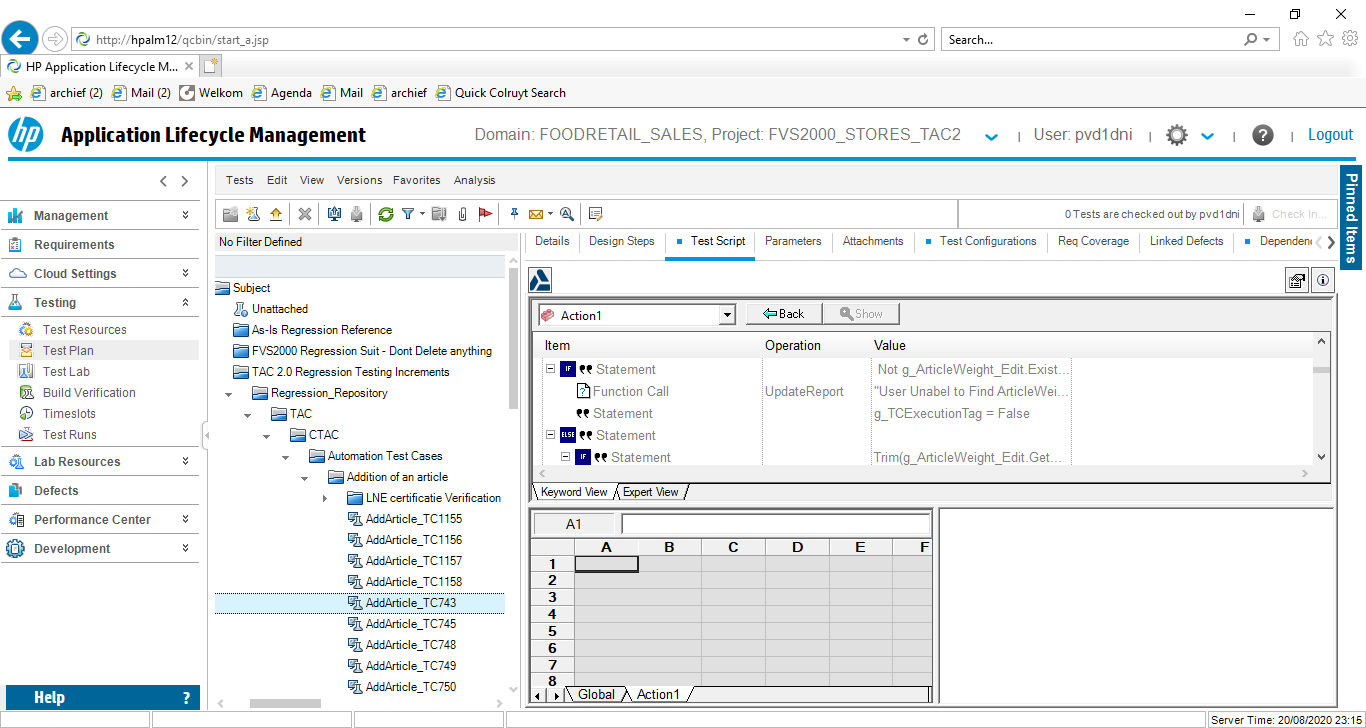 http://hpalm12/qcbin/start_a.jsp
Search...
HP Application Lifecycle M...
archief (2)
Mail (2)
Welkom
Agenda
Mail
archief
Quick Colruyt Search
hp
Application Lifecycle Management
Domain: FOODRETAIL_SALES, Project: FVS2000_STORES_TAC2
User: pvd1dni
?
Logout
Management
Requirements
Cloud Settings
Testing
Test Resources
Test Plan
Test Lab
Build Verification
Timeslots
Test Runs
Lab Resources
Defects
Performance Center
Development
Help ?
Tests Edit View Versions Favorites Analysis
0 Tests are checked out by pvd1dni
Check In...
Pinned Items
No Filter Defined
Subject
Unattached
As-Is Regression Reference
FVS2000 Regression Suit - Dont Delete anything
TAC 2.0 Regression Testing Increments
Regression_Repository
TAC
CTAC
Automation Test Cases
Addition of an article
LNE certificatie Verification
AddArticle_TC1155
AddArticle_TC1156
AddArticle_TC1157
AddArticle_TC1158
AddArticle_TC743
AddArticle_TC745
AddArticle_TC748
AddArticle_TC749
AddArticle_TC750
Details Design Steps Test Script Parameters Attachments Test Configurations Req Coverage Linked Defects Dependenc
Action1
Back
Show
Item Operation Value
IF Statement Not g_ArticleWeight_Edit.Exist...
Function Call UpdateReport "User Unabel to Find ArticleWei...
Statement g_TCExecutionTag = False
ELSE Statement
IF Statement Trim(g_ArticleWeight_Edit.Get...
Keyword View Expert View
A1
A B C D E F
1
2
3
4
5
6
7
8
Global Action1
Server Time: 20/08/2020 23:15